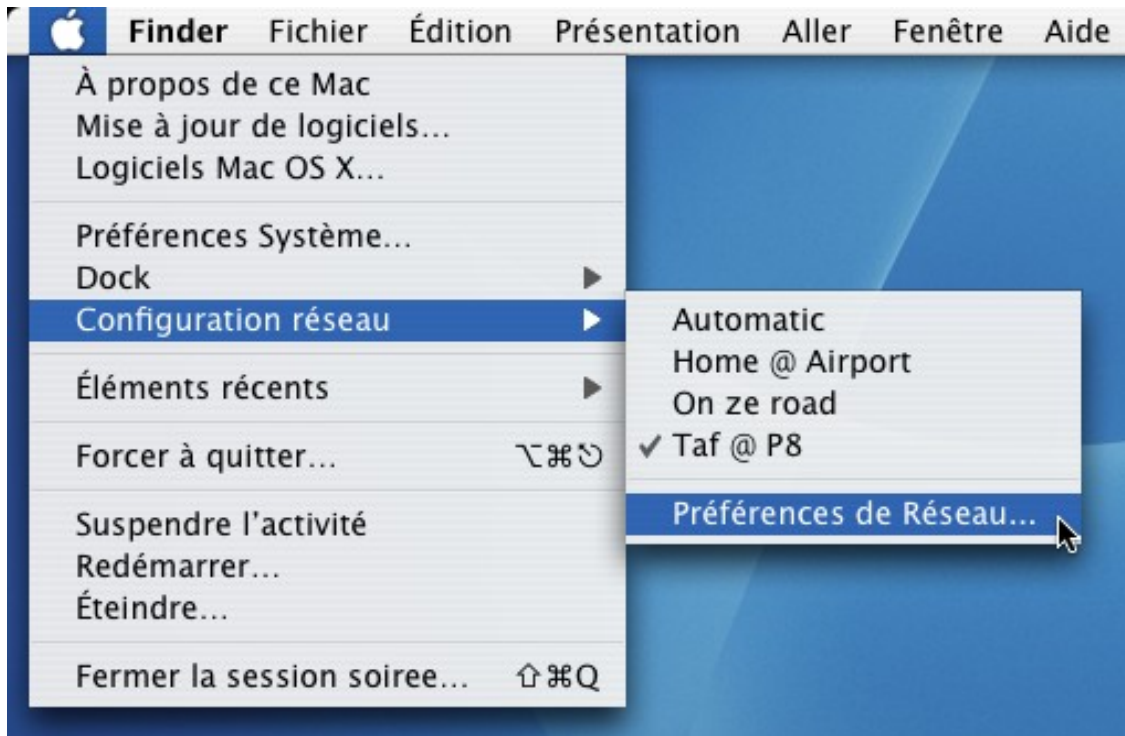 Finder Fichier Édition Présentation Aller Fenêtre Aide
À propos de ce Mac
Mise à jour de logiciels...
Logiciels Mac OS X...
Préférences Système...
Dock
Configuration réseau
Automatic
Home @ Airport
On ze road
✓ Taf @ P8
Préférences de Réseau...
Éléments récents
Forcer à quitter... ⌥⌘⎋
Suspendre l’activité
Redémarrer...
Éteindre...
Fermer la session soiree... ⇧⌘Q